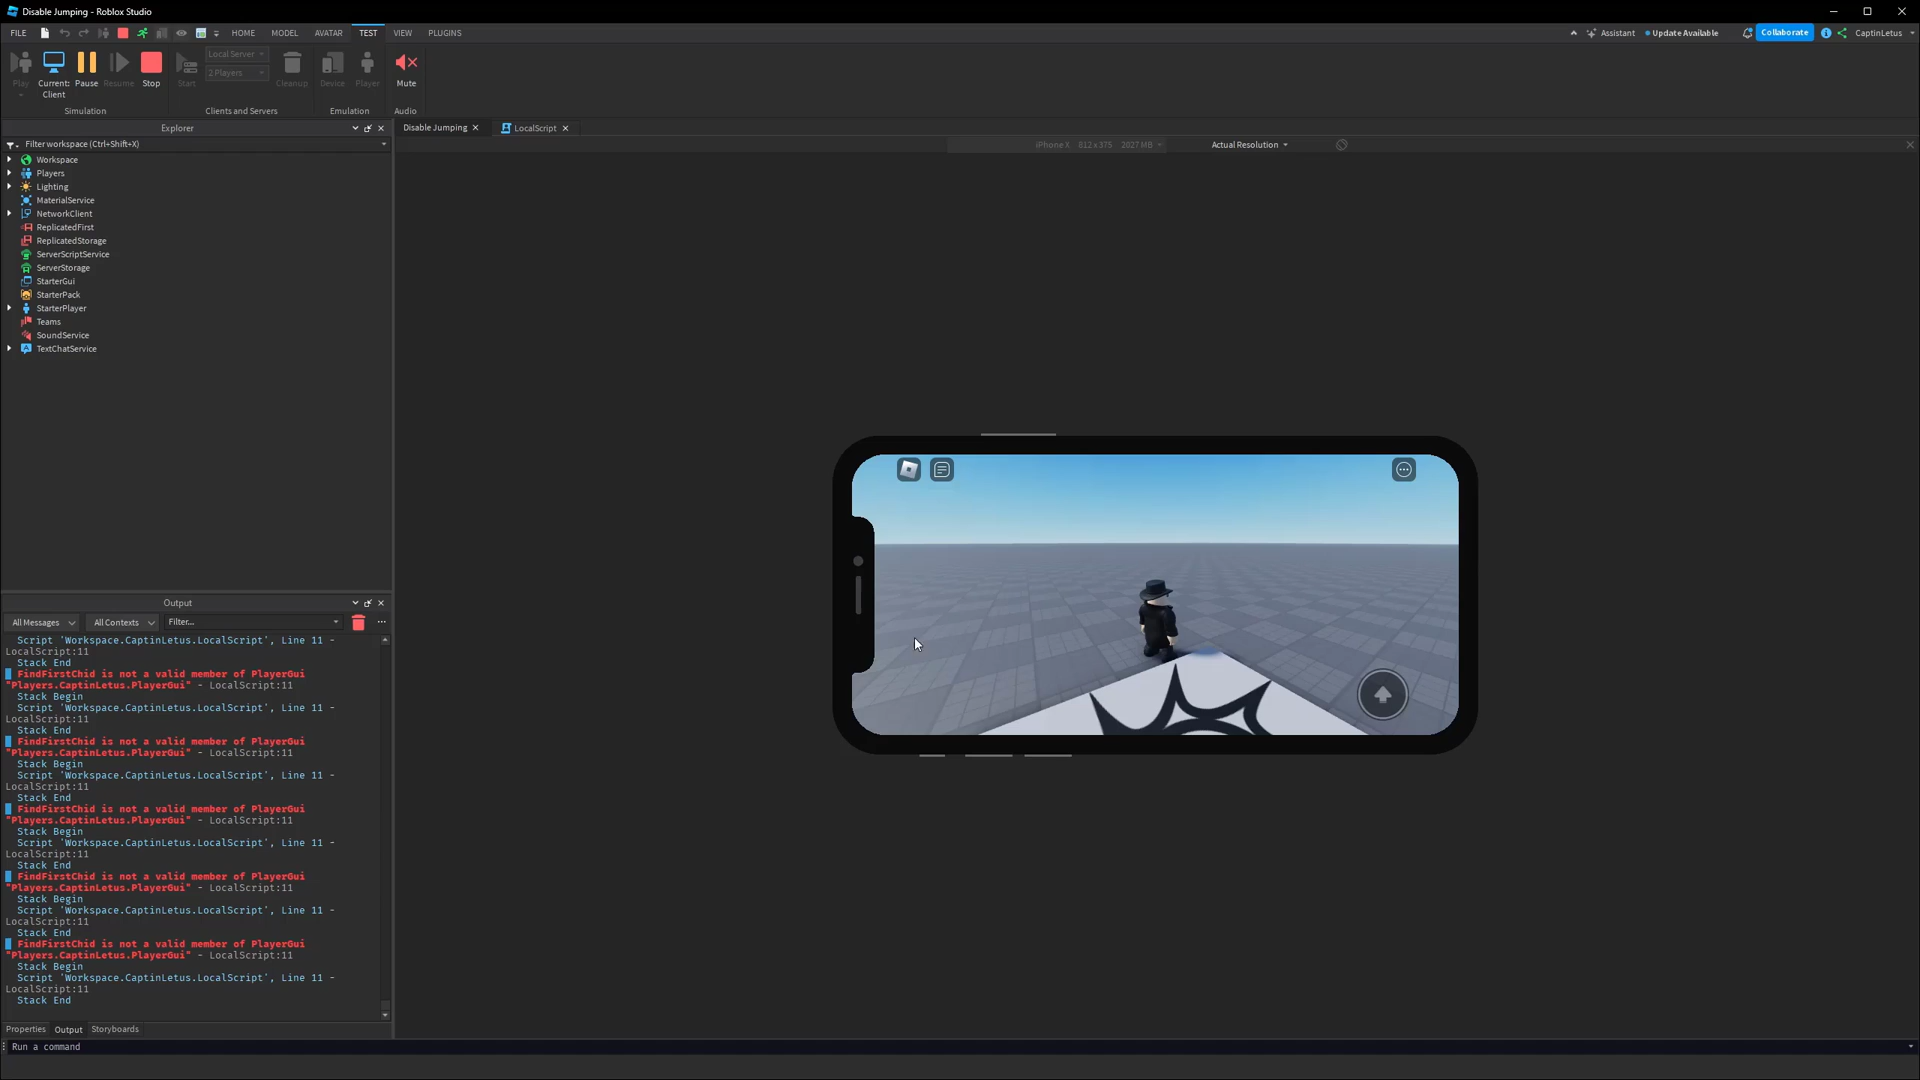 Disable Jumping - Roblox Studio
FILE
HOME
MODEL
AVATAR
TEST
VIEW
PLUGINS
Assistant
Update Available
Collaborate
CaptinLetus
Play
Current:
Client
Pause
Resume
Stop
Start
Local Server
2 Players
Cleanup
Device
Player
Mute
Simulation
Clients and Servers
Emulation
Audio
Explorer
Disable Jumping
LocalScript
Filter workspace (Ctrl+Shift+X)
iPhone X 812x375 2027 MB
Actual Resolution
Workspace
Players
Lighting
MaterialService
NetworkClient
ReplicatedFirst
ReplicatedStorage
ServerScriptService
ServerStorage
StarterGui
StarterPack
StarterPlayer
Teams
SoundService
TextChatService
Output
All Messages
All Contexts
Filter...
Script 'Workspace.CaptinLetus.LocalScript', Line 11 -
LocalScript:11
Stack End
FindFirstChid is not a valid member of PlayerGui
"Players.CaptinLetus.PlayerGui" - LocalScript:11
Stack Begin
Script 'Workspace.CaptinLetus.LocalScript', Line 11 -
LocalScript:11
Stack End
FindFirstChid is not a valid member of PlayerGui
"Players.CaptinLetus.PlayerGui" - LocalScript:11
Stack Begin
Script 'Workspace.CaptinLetus.LocalScript', Line 11 -
LocalScript:11
Stack End
FindFirstChid is not a valid member of PlayerGui
"Players.CaptinLetus.PlayerGui" - LocalScript:11
Stack Begin
Script 'Workspace.CaptinLetus.LocalScript', Line 11 -
LocalScript:11
Stack End
FindFirstChid is not a valid member of PlayerGui
"Players.CaptinLetus.PlayerGui" - LocalScript:11
Stack Begin
Script 'Workspace.CaptinLetus.LocalScript', Line 11 -
LocalScript:11
Stack End
FindFirstChid is not a valid member of PlayerGui
"Players.CaptinLetus.PlayerGui" - LocalScript:11
Stack Begin
Script 'Workspace.CaptinLetus.LocalScript', Line 11 -
LocalScript:11
Stack End
Properties
Output
Storyboards
Run a command